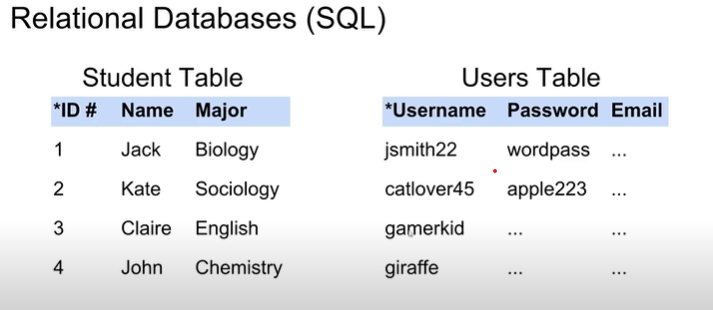 Relational Databases (SQL)
Student Table
*ID # Name Major
1 Jack Biology
2 Kate Sociology
3 Claire English
4 John Chemistry
Users Table
*Username Password Email
jsmith22 wordpass ...
catlover45 apple223 ...
gamerkid ... ...
giraffe ... ...